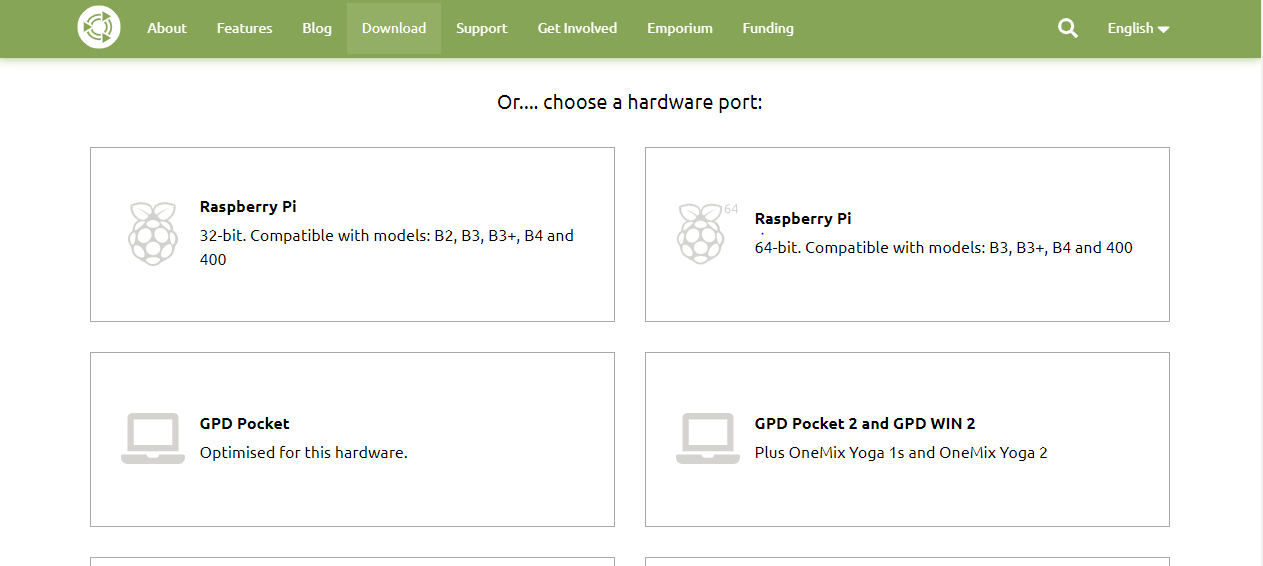 About Features Blog Download Support Get Involved Emporium Funding English
Or.... choose a hardware port:
Raspberry Pi
32-bit. Compatible with models: B2, B3, B3+, B4 and
400
64
Raspberry Pi
64-bit. Compatible with models: B3, B3+, B4 and 400
GPD Pocket
Optimised for this hardware.
GPD Pocket 2 and GPD WIN 2
Plus OneMix Yoga 1s and OneMix Yoga 2